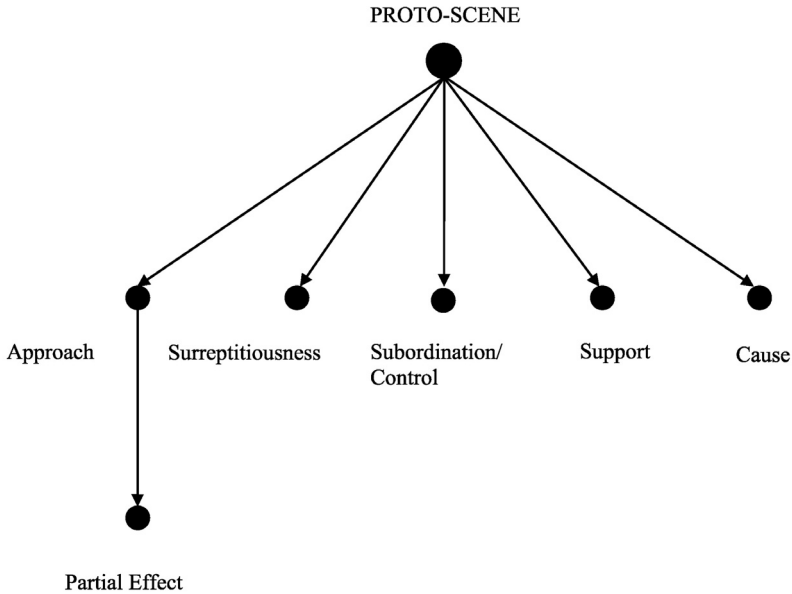 PROTO-SCENE
Approach
Surreptitiousness
Subordination/
Control
Support
Cause
Partial Effect